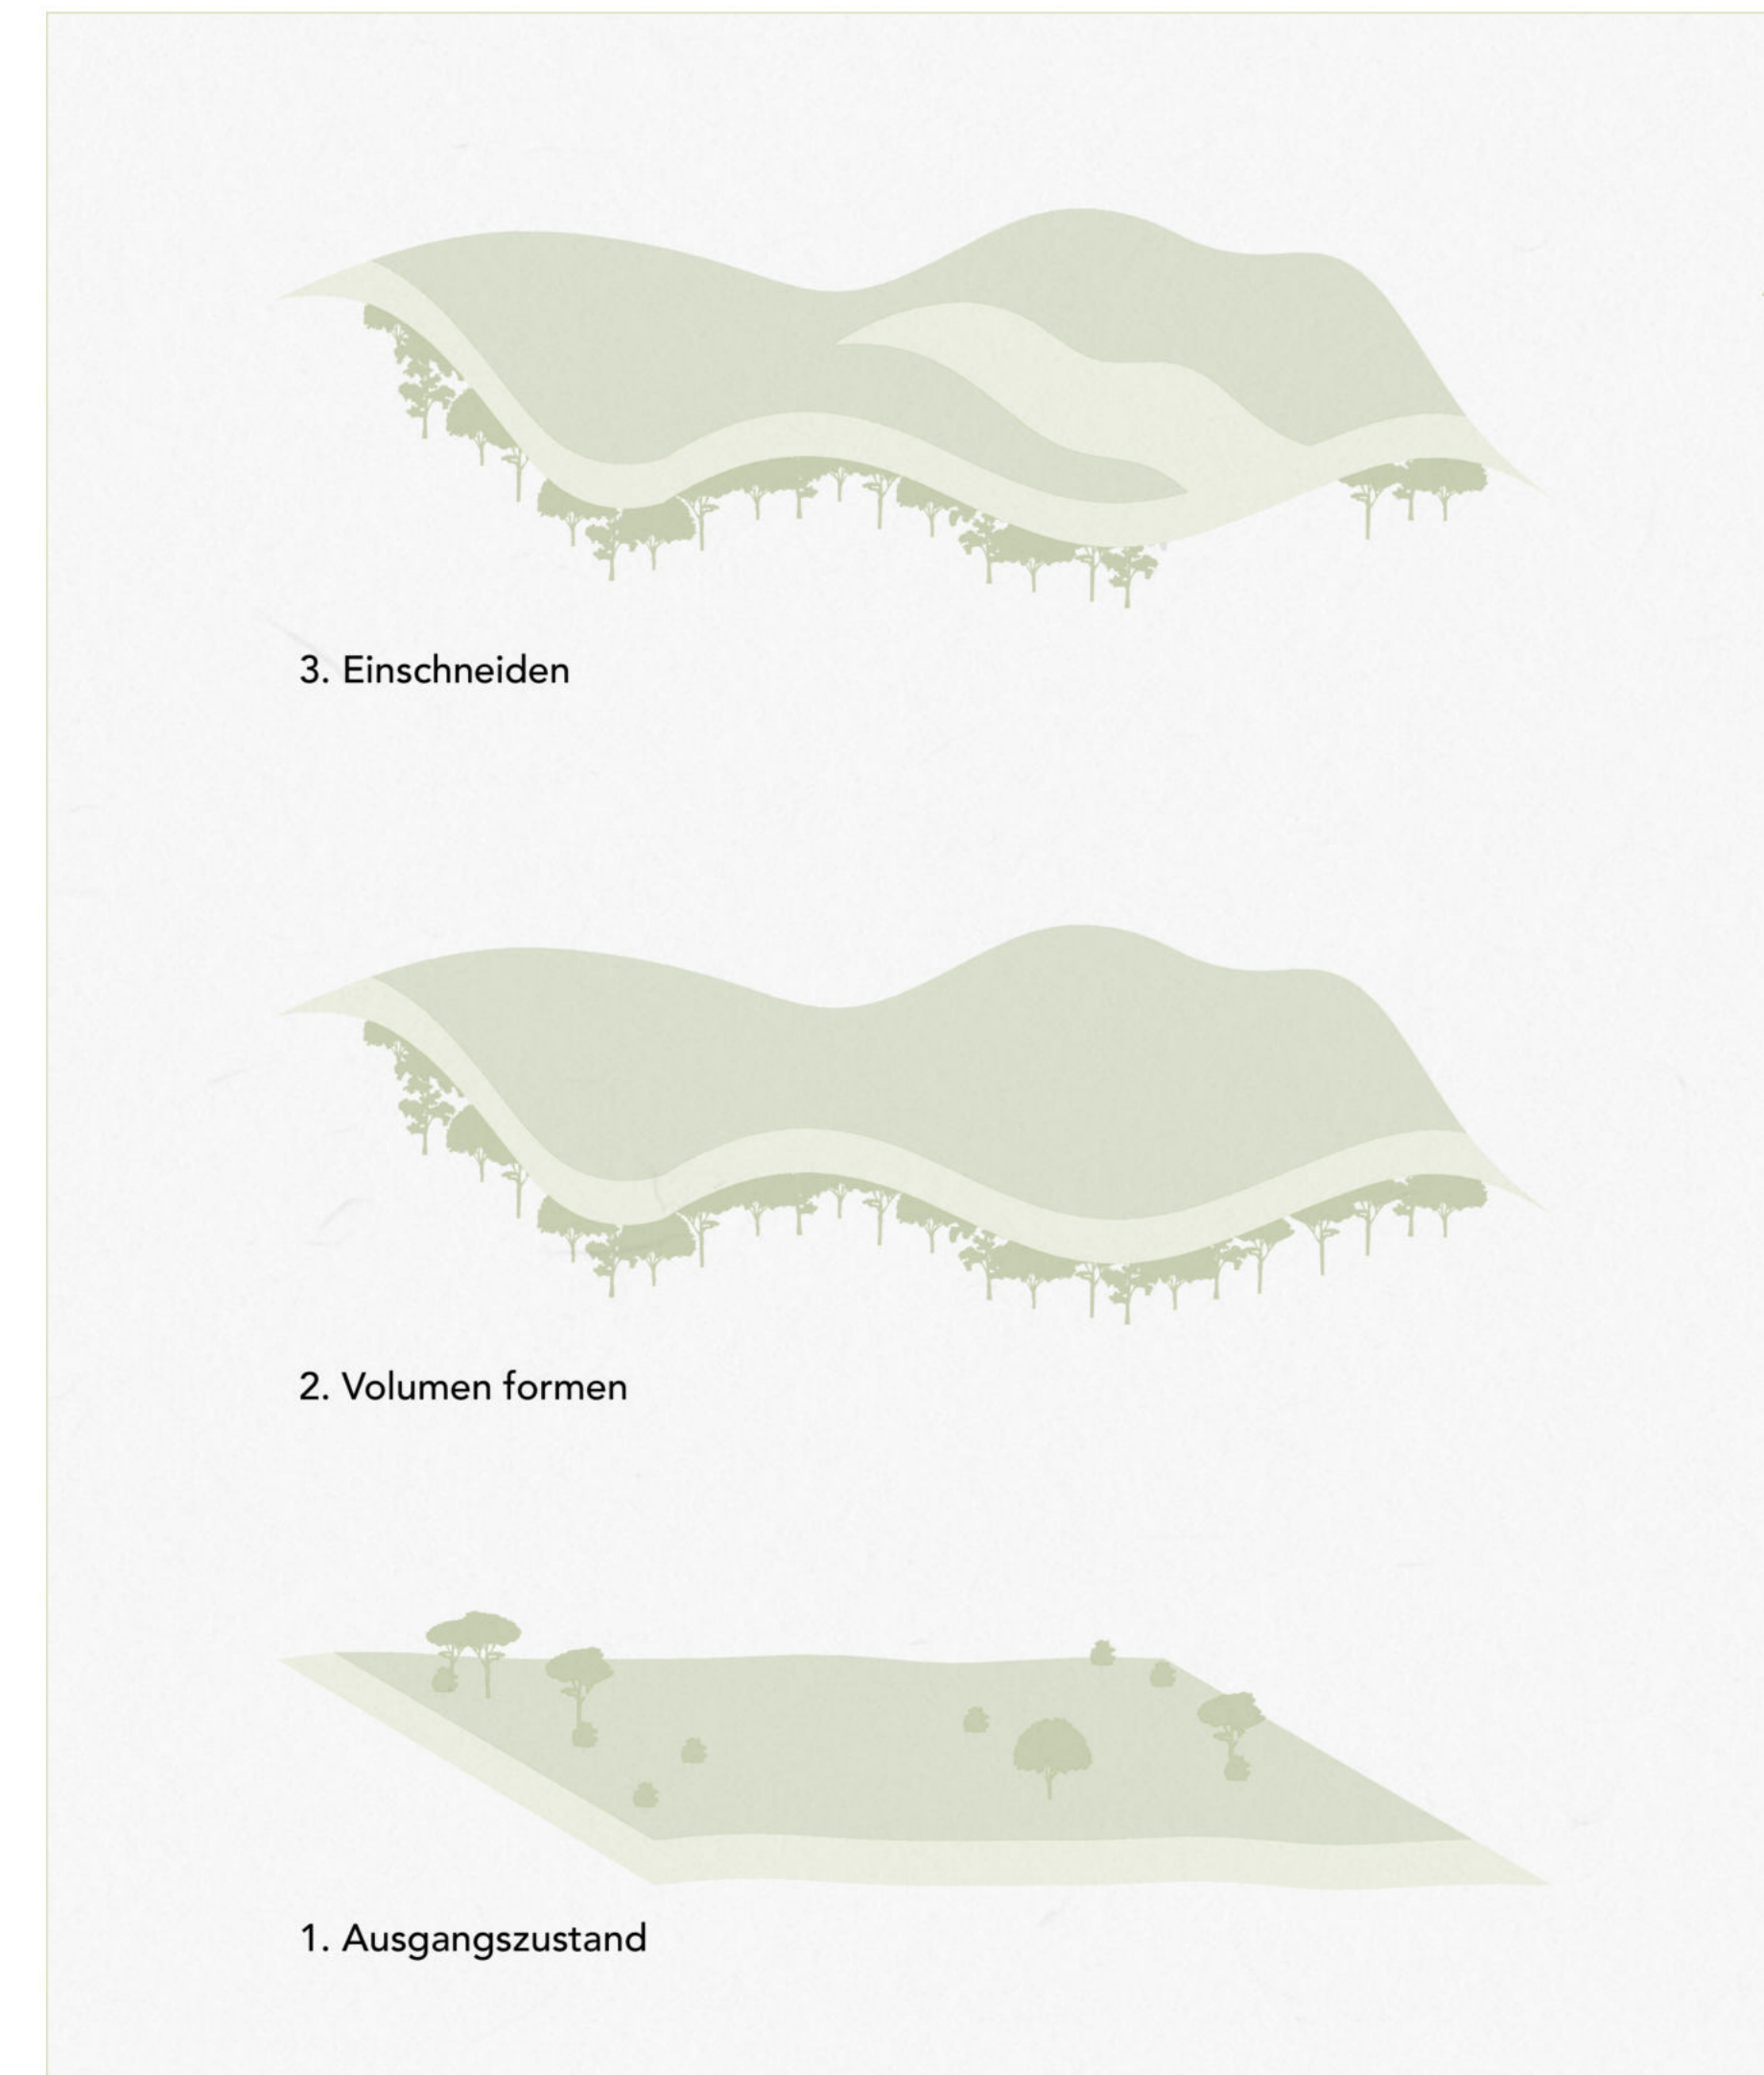 3. Einschneiden
2. Volumen formen
1. Ausgangszustand